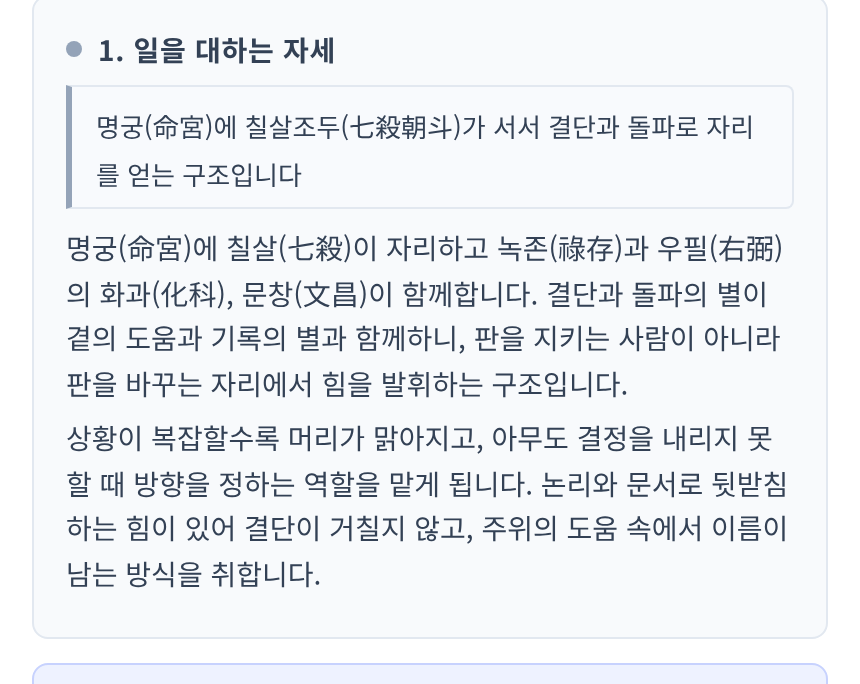 1. 일을 대하는 자세
명궁(命宮)에 칠살조두(七殺朝斗)가 서서 결단과 돌파로 자리
를 얻는 구조입니다
명궁(命宮)에 칠살(七殺)이 자리하고 녹존(祿存)과 우필(右弼)
의 화과(化科), 문창(文昌)이 함께합니다. 결단과 돌파의 별이
곁의 도움과 기록의 별과 함께하니, 판을 지키는 사람이 아니라
판을 바꾸는 자리에서 힘을 발휘하는 구조입니다.
상황이 복잡할수록 머리가 맑아지고, 아무도 결정을 내리지 못
할 때 방향을 정하는 역할을 맡게 됩니다. 논리와 문서로 뒷받침
하는 힘이 있어 결단이 거칠지 않고, 주위의 도움 속에서 이름이
남는 방식을 취합니다.